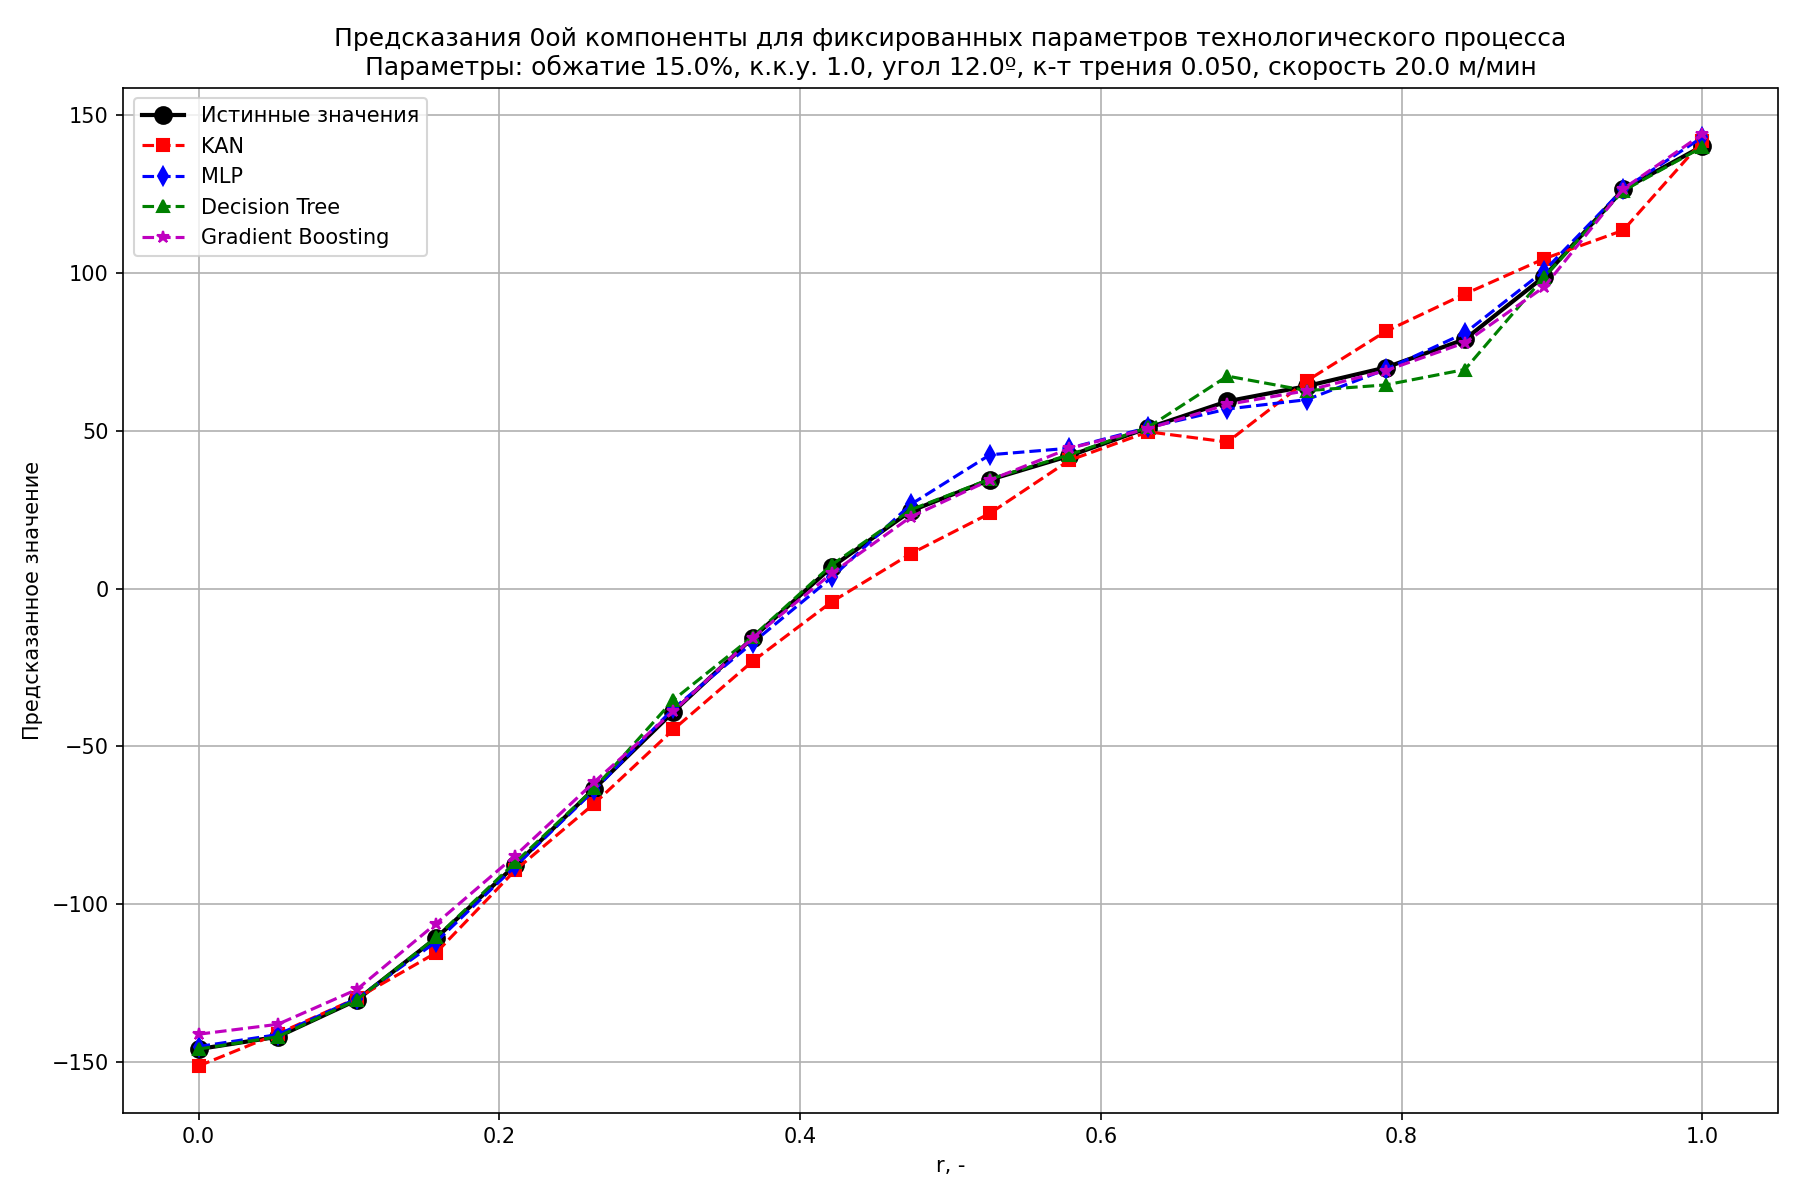 Предсказания 0ой компоненты для фиксированных параметров технологического процесса
Параметры: обжатие 15.0%, к.к.у. 1.0, угол 12.0º, к-т трения 0.050, скорость 20.0 м/мин
Истинные значения
KAN
MLP
Decision Tree
Gradient Boosting
Предсказанное значение
150
100
50
0
−50
−100
−150
0.0
0.2
0.4
0.6
0.8
1.0
r, -